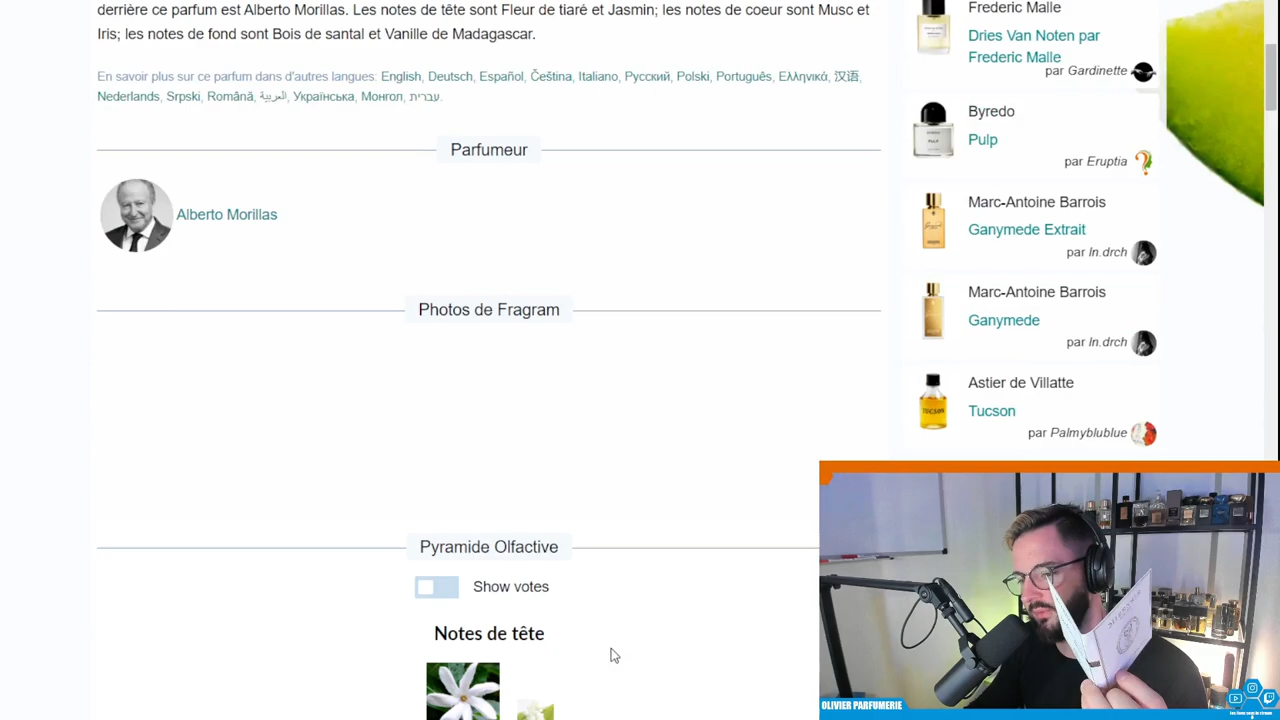 derrière ce parfum est Alberto Morillas. Les notes de tête sont Fleur de tiaré et Jasmin; les notes de coeur sont Musc et
Iris; les notes de fond sont Bois de santal et Vanille de Madagascar.
En savoir plus sur ce parfum dans d'autres langues: English, Deutsch, Español, Čeština, Italiano, Русский, Polski, Português, Ελληνικά, 汉语,
Nederlands, Srpski, Română, العربية, Українська, Монгол, עברית.
Parfumeur
Alberto Morillas
Photos de Fragram
Pyramide Olfactive
Show votes
Notes de tête
Frederic Malle
Dries Van Noten par
Frederic Malle
par Gardinette
Byredo
Pulp
par Eruptia
Marc-Antoine Barrois
Ganymede Extrait
par In.drch
Marc-Antoine Barrois
Ganymede
par In.drch
Astier de Villatte
Tucson
par Palmyblublue
TUCSON
PULP
OLIVIER PARFUMERIE